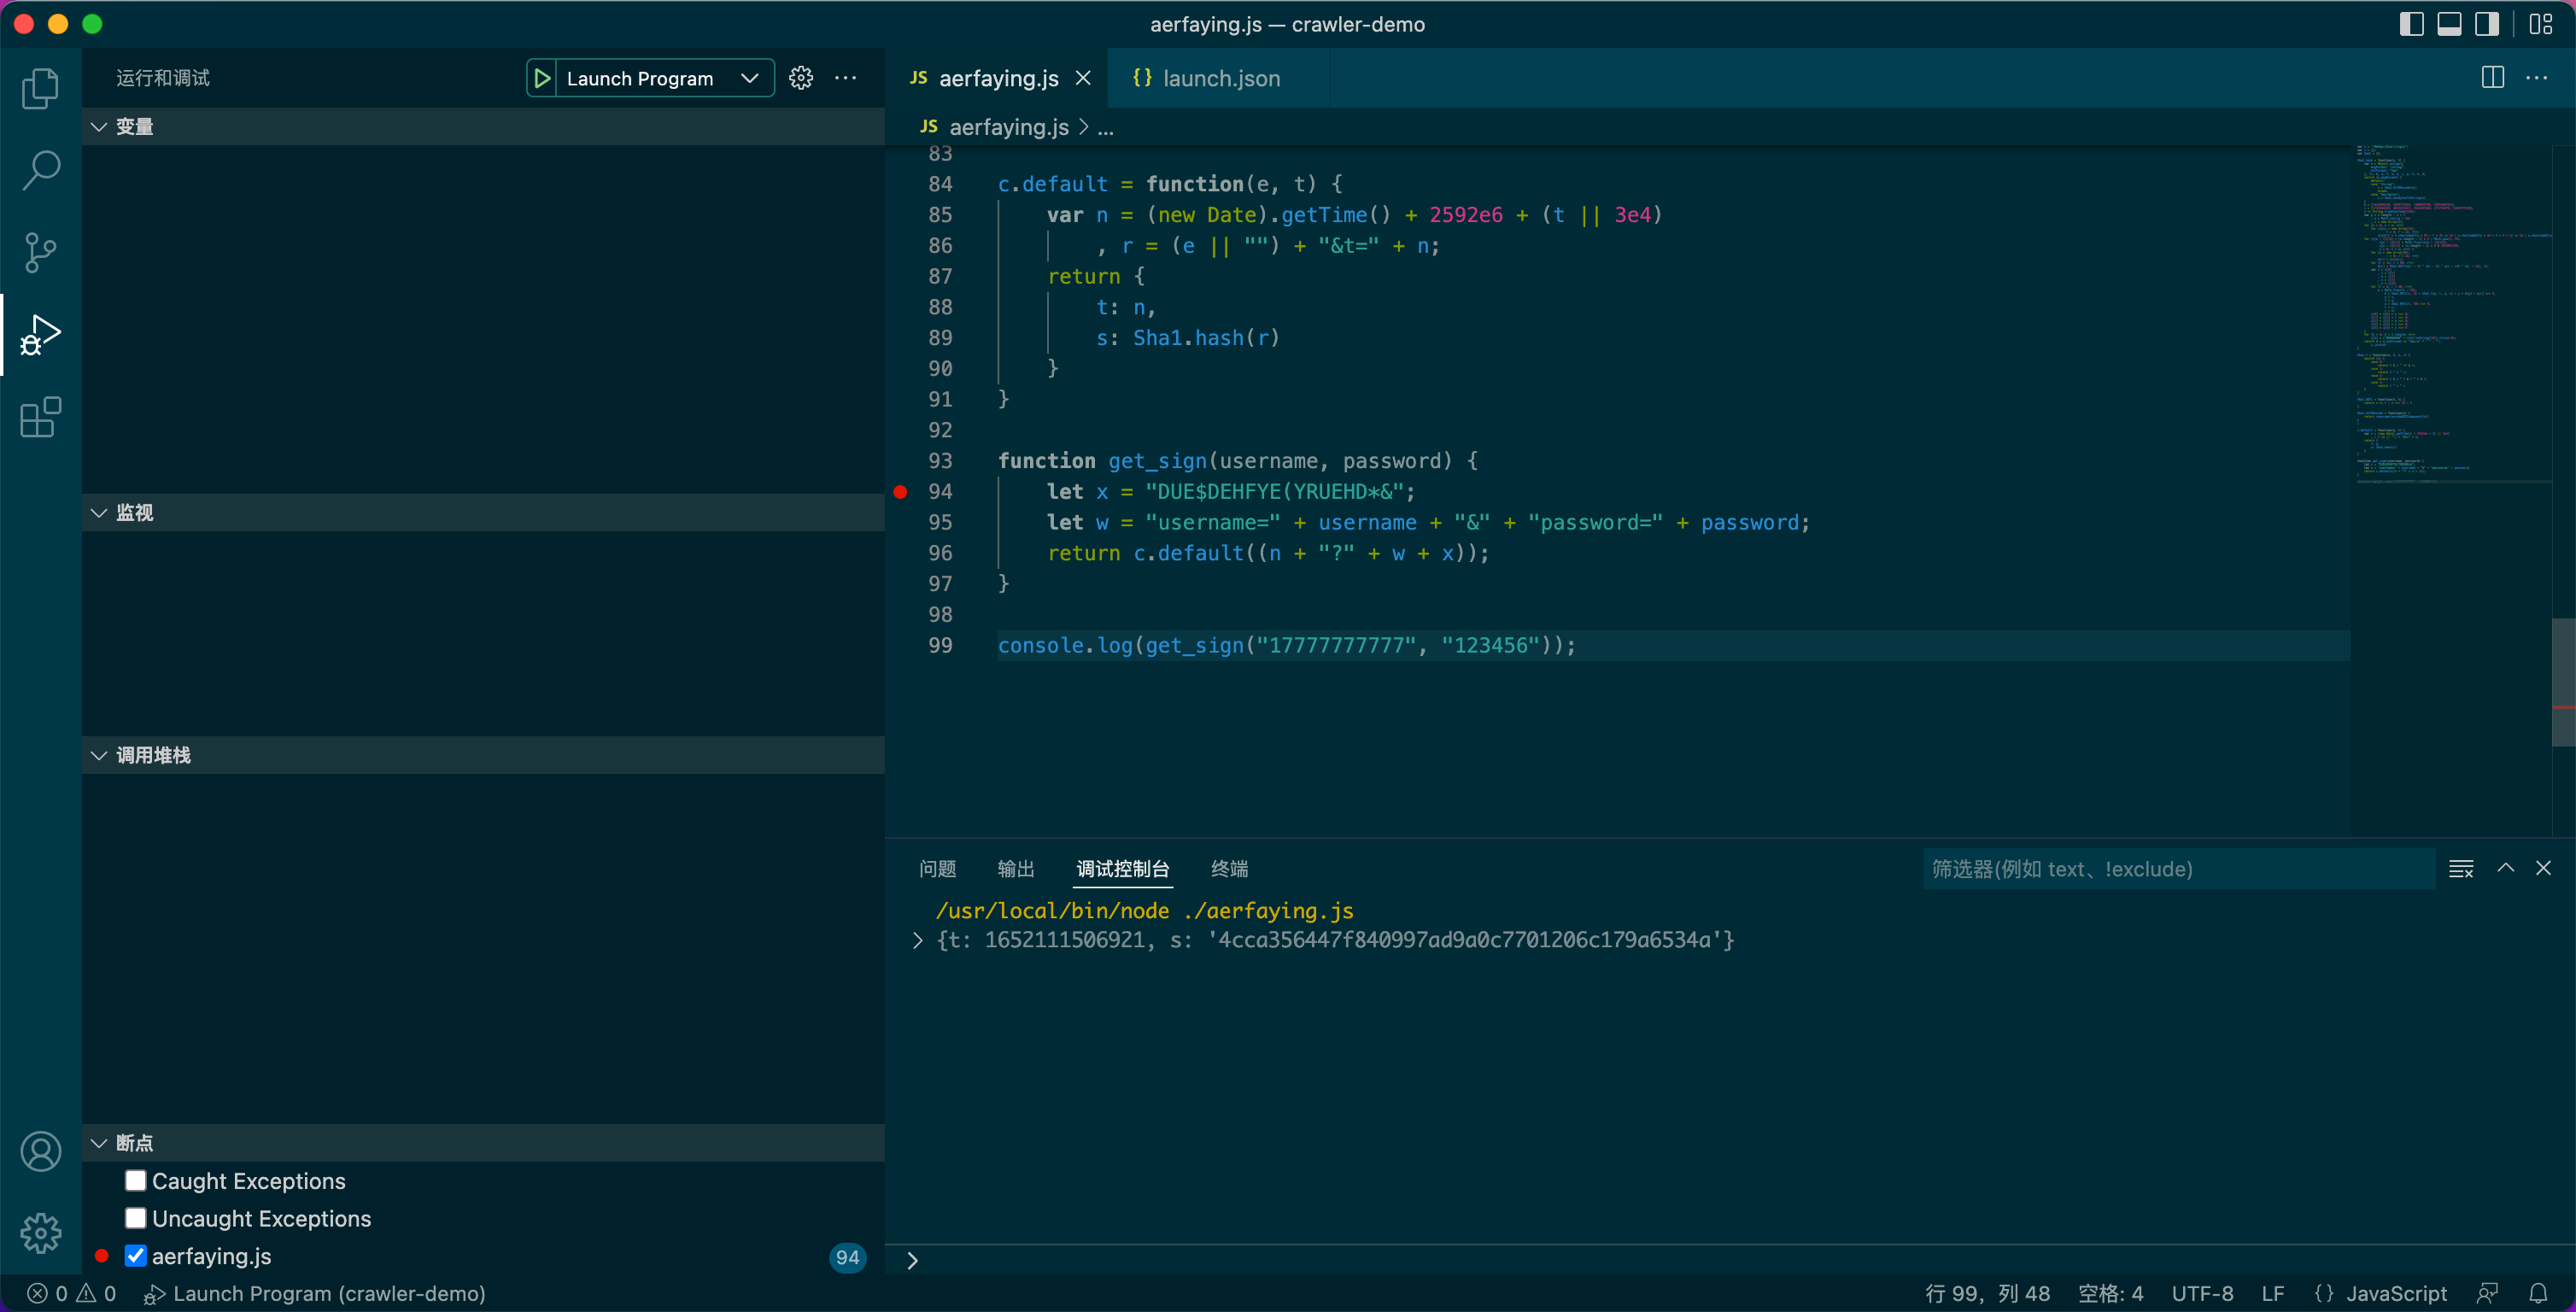 aerfaying.js — crawler-demo
运行和调试
Launch Program
变量
监视
调用堆栈
断点
Caught Exceptions
Uncaught Exceptions
aerfaying.js
94
JS aerfaying.js
{} launch.json
JS aerfaying.js > ...
83
84 c.default = function(e, t) {
85 var n = (new Date).getTime() + 2592e6 + (t || 3e4)
86 , r = (e || "") + "&t=" + n;
87 return {
88 t: n,
89 s: Sha1.hash(r)
90 }
91 }
92
93 function get_sign(username, password) {
94 let x = "DUE$DEHFYE(YRUEHD*&";
95 let w = "username=" + username + "&" + "password=" + password;
96 return c.default((n + "?" + w + x));
97 }
98
99 console.log(get_sign("17777777777", "123456"));
问题 输出 调试控制台 终端
筛选器(例如 text、!exclude)
/usr/local/bin/node ./aerfaying.js
> {t: 1652111506921, s: '4cca356447f840997ad9a0c7701206c179a6534a'}
>
0 0 Launch Program (crawler-demo)
行 99，列 48 空格: 4 UTF-8 LF {} JavaScript